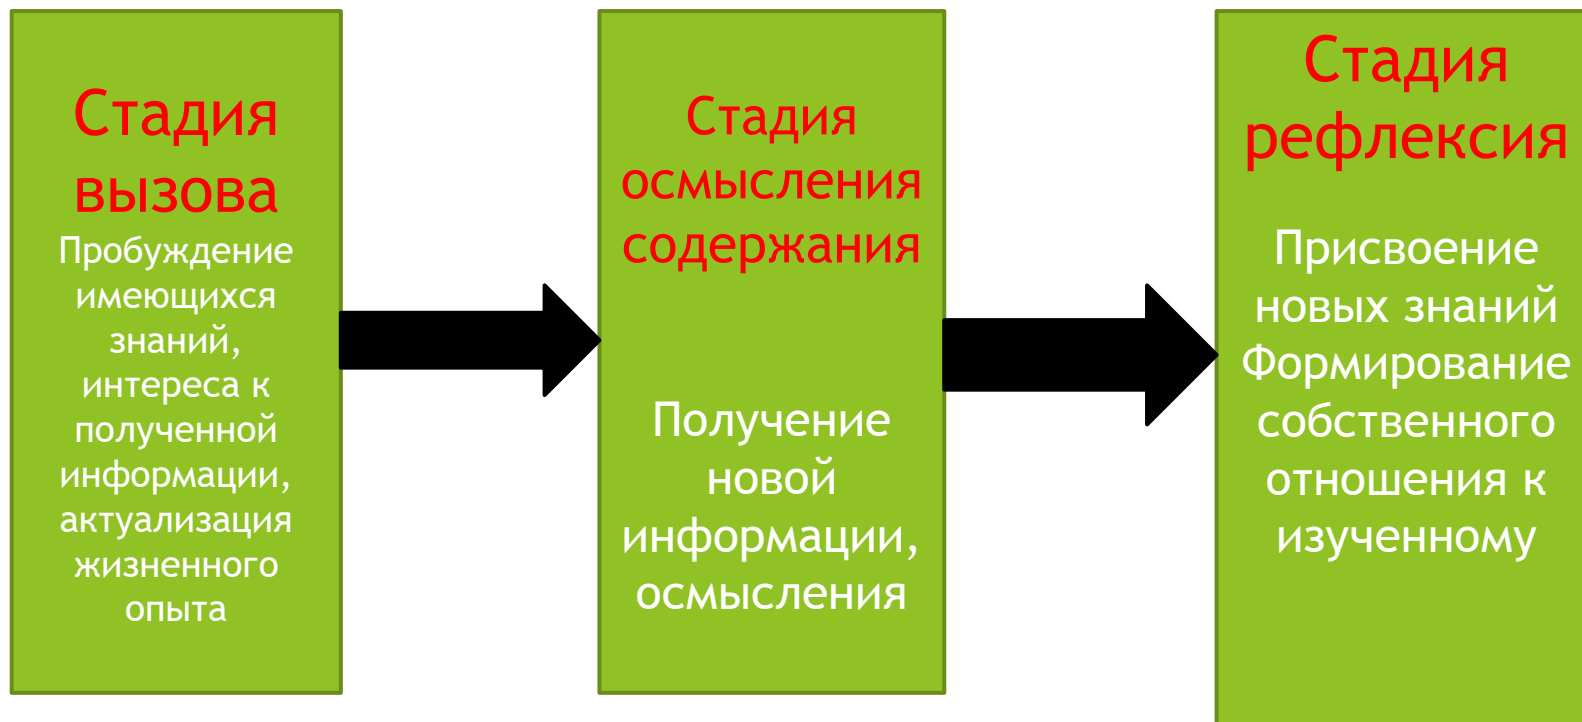 Стадия
вызова
Пробуждение
имеющихся
знаний,
интереса к
полученной
информации,
актуализация
жизненного
опыта
Стадия
осмысления
содержания
Получение
новой
информации,
осмысления
Стадия
рефлексия
Присвоение
новых знаний
Формирование
собственного
отношения к
изученному